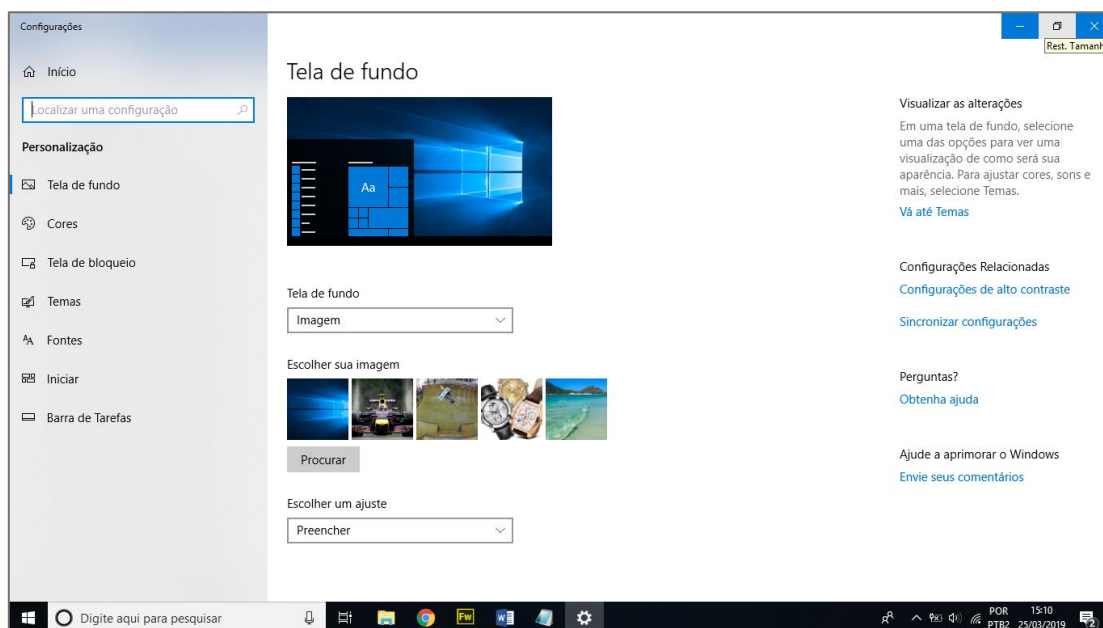 Configurações
Rest. Tamanh
Início
Localizar uma configuração
Personalização
Tela de fundo
Cores
Tela de bloqueio
Temas
Fontes
Iniciar
Barra de Tarefas
Tela de fundo
Aa
Tela de fundo
Imagem
Escolher sua imagem
Procurar
Escolher um ajuste
Preencher
Visualizar as alterações
Em uma tela de fundo, selecione
uma das opções para ver uma
visualização de como será sua
aparência. Para ajustar cores, sons e
mais, selecione Temas.
Vá até Temas
Configurações Relacionadas
Configurações de alto contraste
Sincronizar configurações
Perguntas?
Obtenha ajuda
Ajude a aprimorar o Windows
Envie seus comentários
Digite aqui para pesquisar
Fw
POR
PTB2
15:10
25/03/2019
2